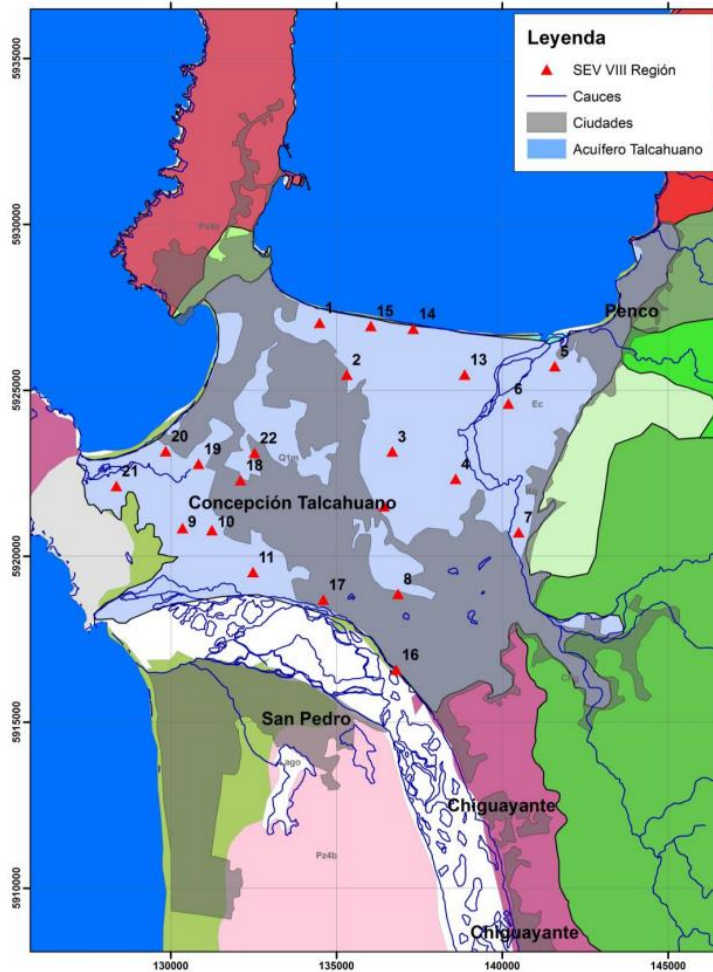 Leyenda
SEV VIII Región
Cauces
Ciudades
Acuífero Talcahuano
5935000
5930000
5925000
5920000
5915000
5910000
Pz4b
Penco
1
15
14
2
13
5
6
Ec
3
4
20
19
22
Q1m
18
21
Concepción Talcahuano
9
10
7
11
17
8
16
San Pedro
Lago
Chiguayante
Pz4b
Chiguayante
130000
135000
140000
145000